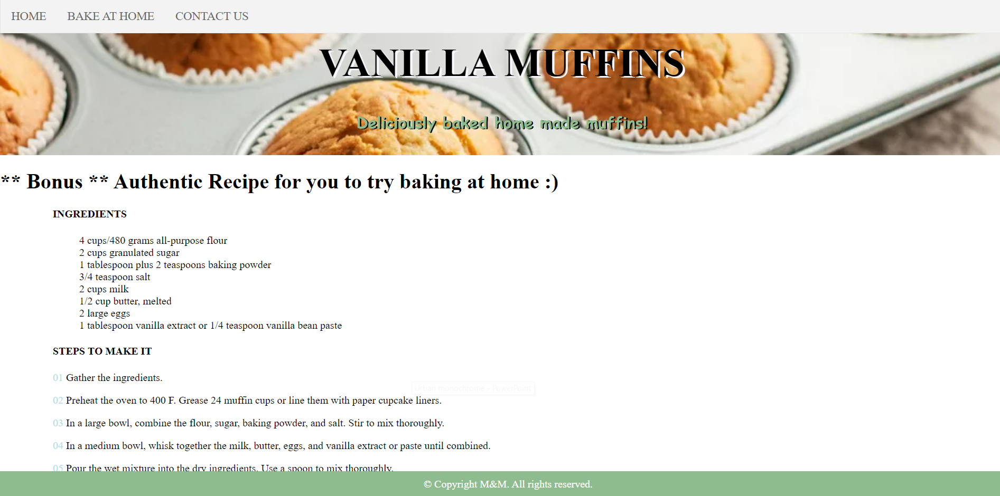 HOME BAKE AT HOME CONTACT US
VANILLA MUFFINS
Deliciously baked home made muffins!
** Bonus ** Authentic Recipe for you to try baking at home :)
INGREDIENTS
4 cups/480 grams all-purpose flour
2 cups granulated sugar
1 tablespoon plus 2 teaspoons baking powder
3/4 teaspoon salt
2 cups milk
1/2 cup butter, melted
2 large eggs
1 tablespoon vanilla extract or 1/4 teaspoon vanilla bean paste
STEPS TO MAKE IT
01 Gather the ingredients.
Urban monochrome - PowerPoint
02 Preheat the oven to 400 F. Grease 24 muffin cups or line them with paper cupcake liners.
03 In a large bowl, combine the flour, sugar, baking powder, and salt. Stir to mix thoroughly.
04 In a medium bowl, whisk together the milk, butter, eggs, and vanilla extract or paste until combined.
05 Pour the wet mixture into the dry ingredients. Use a spoon to mix thoroughly.
© Copyright M&M. All rights reserved.